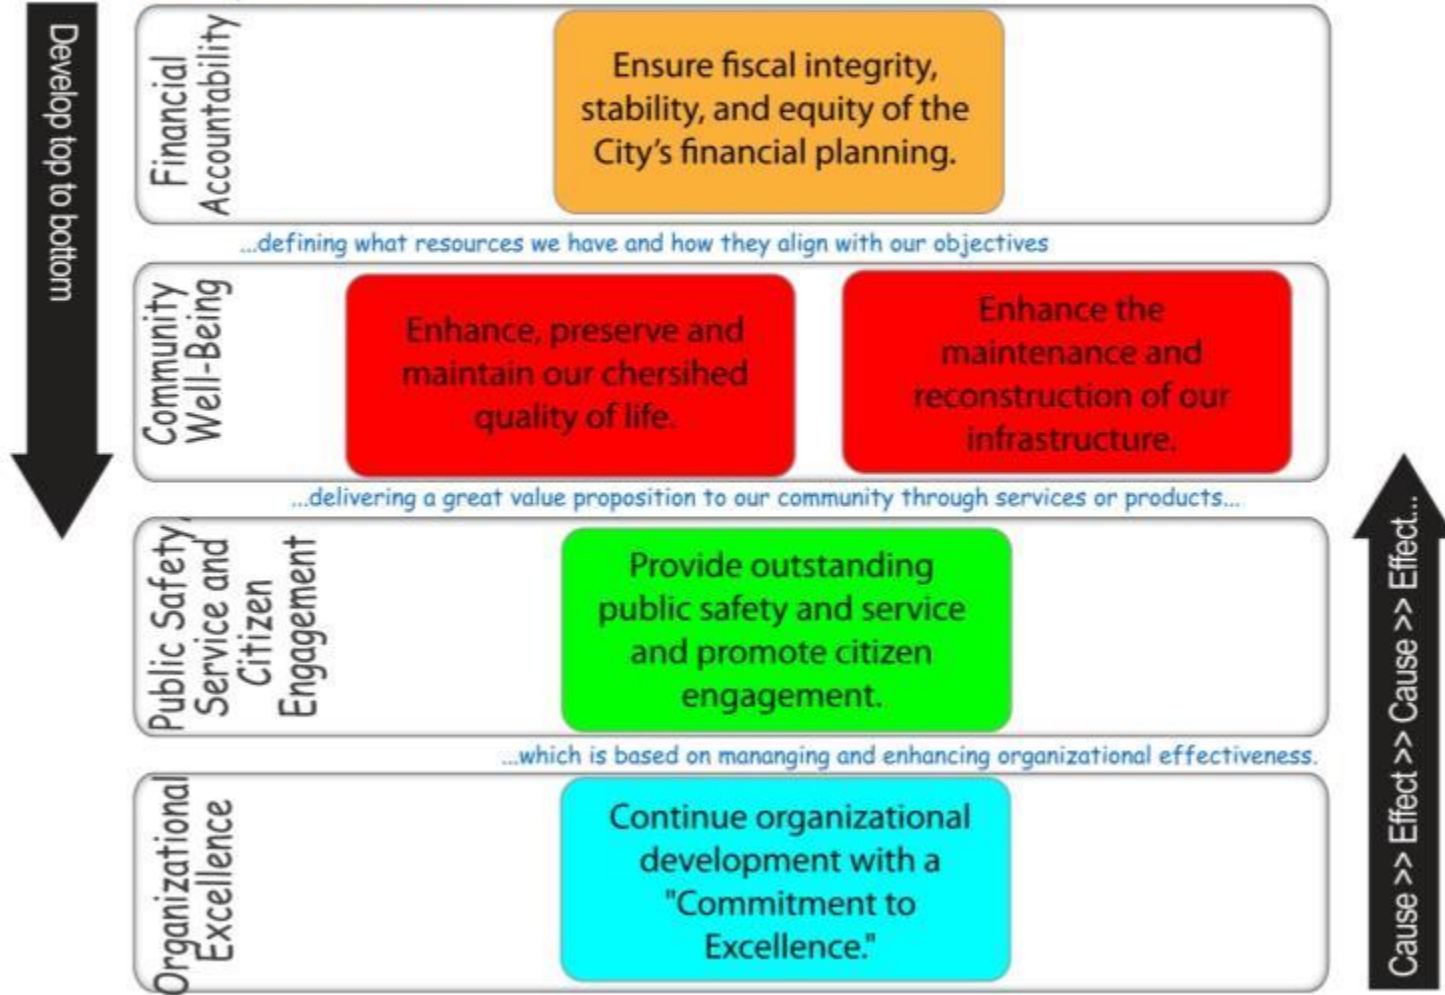 Develop top to bottom
Financial
Accountability
Ensure fiscal integrity,
stability, and equity of the
City's financial planning.
...defining what resources we have and how they align with our objectives
Community
Well-Being
Enhance, preserve and
maintain our chersihed
quality of life.
Enhance the
maintenance and
reconstruction of our
infrastructure.
...delivering a great value proposition to our community through services or products...
Public Safety,
Service and
Citizen
Engagement
Provide outstanding
public safety and service
and promote citizen
engagement.
...which is based on mananging and enhancing organizational effectiveness.
Organizational
Excellence
Continue organizational
development with a
"Commitment to
Excellence."
Cause >> Effect >> Cause >> Effect...